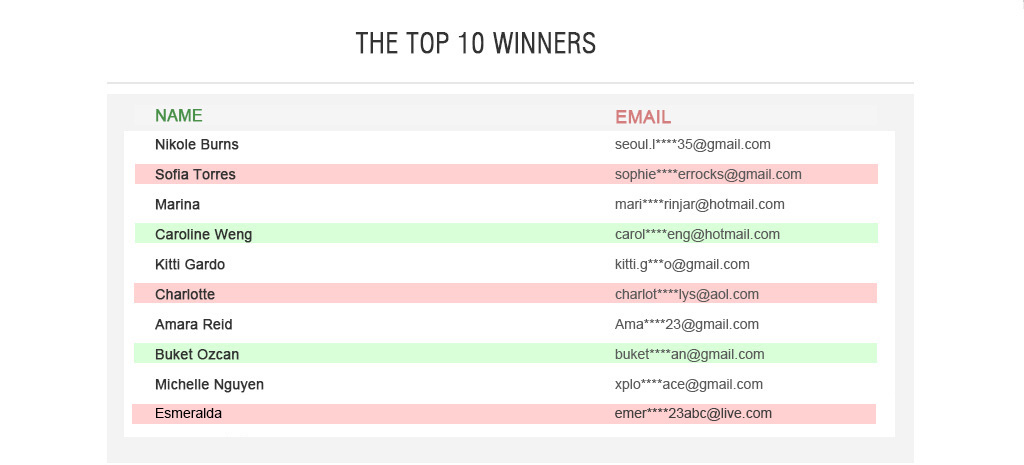 THE TOP 10 WINNERS
NAME EMAIL
Nikole Burns seoul.l****35@gmail.com
Sofia Torres sophie****errocks@gmail.com
Marina mari****rinjar@hotmail.com
Caroline Weng carol****eng@hotmail.com
Kitti Gardo kitti.g***o@gmail.com
Charlotte charlot****lys@aol.com
Amara Reid Ama****23@gmail.com
Buket Ozcan buket****an@gmail.com
Michelle Nguyen xplo****ace@gmail.com
Esmeralda emer****23abc@live.com